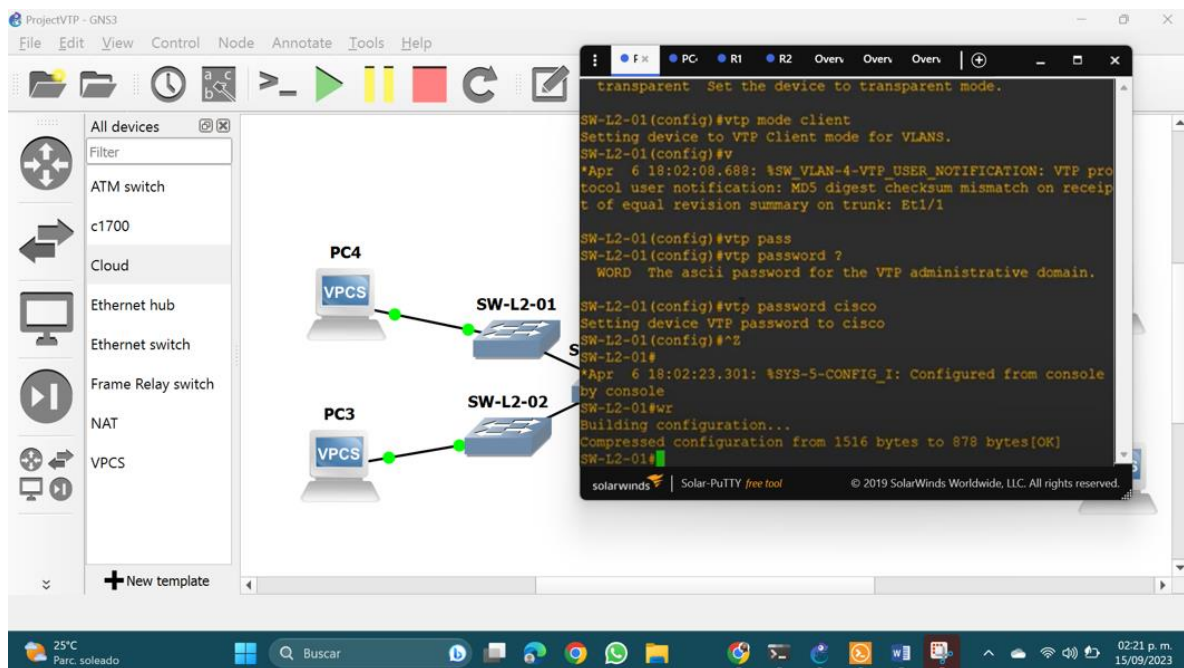 ProjectVTP - GNS3
File Edit View Control Node Annotate Tools Help
All devices
Filter
ATM switch
c1700
Cloud
Ethernet hub
Ethernet switch
Frame Relay switch
NAT
VPCS
New template
PC4
VPCS
SW-L2-01
PC3
VPCS
SW-L2-02
S
PC R1 R2 Overv Overv Overv
transparent Set the device to transparent mode.
SW-L2-01(config)#vtp mode client
Setting device to VTP Client mode for VLANS.
SW-L2-01(config)#v
*Apr 6 18:02:08.688: %SW_VLAN-4-VTP_USER_NOTIFICATION: VTP pro
tocol user notification: MD5 digest checksum mismatch on receip
t of equal revision summary on trunk: Et1/1
SW-L2-01(config)#vtp pass
SW-L2-01(config)#vtp password ?
WORD The ascii password for the VTP administrative domain.
SW-L2-01(config)#vtp password cisco
Setting device VTP password to cisco
SW-L2-01(config)#^Z
SW-L2-01#
*Apr 6 18:02:23.301: %SYS-5-CONFIG_I: Configured from console
by console
SW-L2-01#wr
Building configuration...
Compressed configuration from 1516 bytes to 878 bytes[OK]
SW-L2-01#
solarwinds Solar-PuTTY free tool © 2019 SolarWinds Worldwide, LLC. All rights reserved.
25°C
Parc. soleado
Buscar
02:21 p. m.
15/09/2023